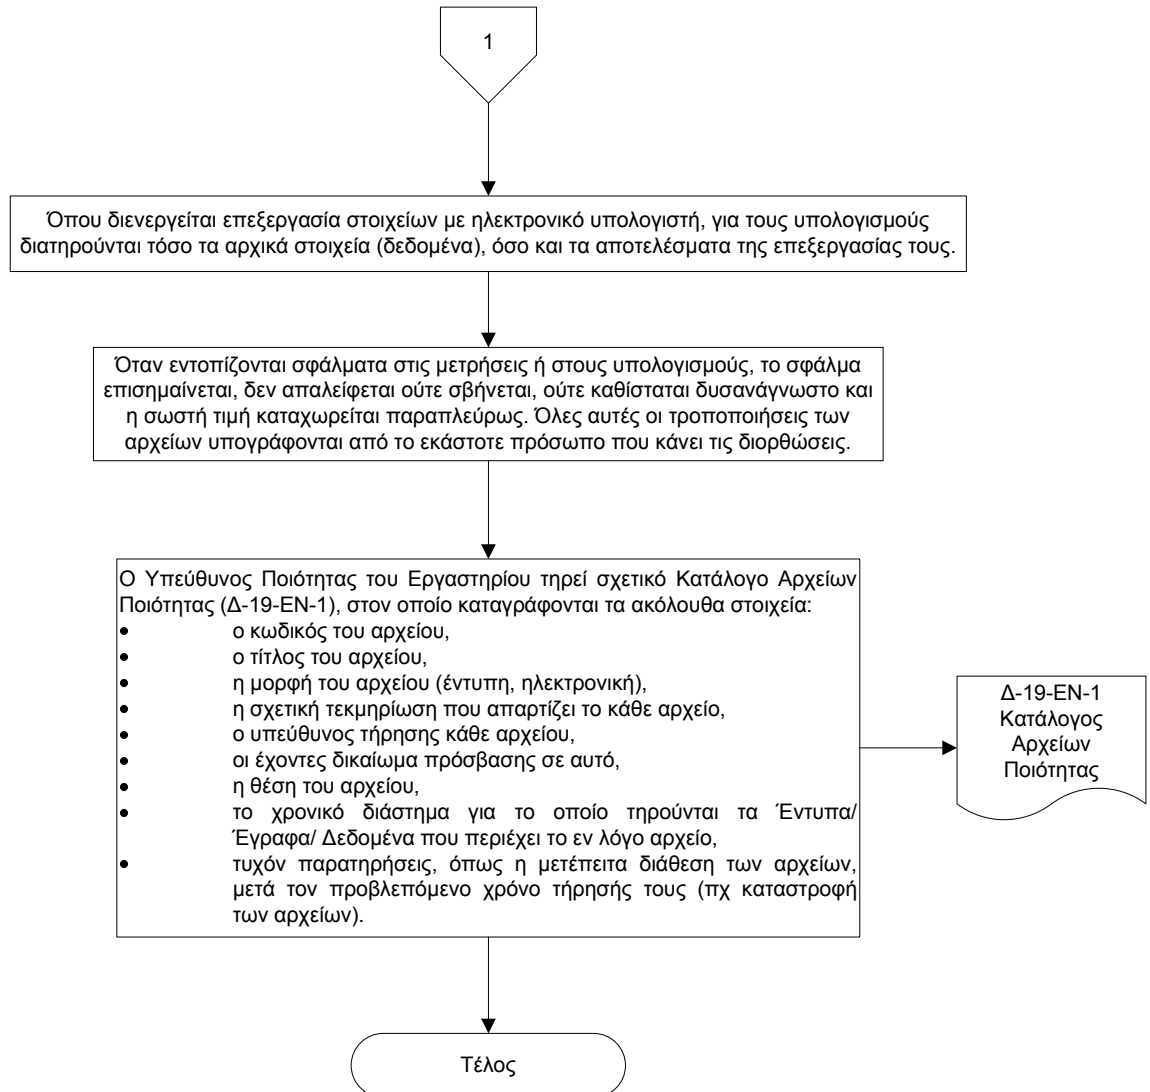 1
Όπου διενεργείται επεξεργασία στοιχείων με ηλεκτρονικό υπολογιστή, για τους υπολογισμούς
διατηρούνται τόσο τα αρχικά στοιχεία (δεδομένα), όσο και τα αποτελέσματα της επεξεργασίας τους.
Όταν εντοπίζονται σφάλματα στις μετρήσεις ή στους υπολογισμούς, το σφάλμα
επισημαίνεται, δεν απαλείφεται ούτε σβήνεται, ούτε καθίσταται δυσανάγνωστο και
η σωστή τιμή καταχωρείται παραπλεύρως. Όλες αυτές οι τροποποιήσεις των
αρχείων υπογράφονται από το εκάστοτε πρόσωπο που κάνει τις διορθώσεις.
Ο Υπεύθυνος Ποιότητας του Εργαστηρίου τηρεί σχετικό Κατάλογο Αρχείων
Ποιότητας (Δ-19-ΕΝ-1), στον οποίο καταγράφονται τα ακόλουθα στοιχεία:
• ο κωδικός του αρχείου,
• ο τίτλος του αρχείου,
• η μορφή του αρχείου (έντυπη, ηλεκτρονική),
• η σχετική τεκμηρίωση που απαρτίζει το κάθε αρχείο,
• ο υπεύθυνος τήρησης κάθε αρχείου,
• οι έχοντες δικαίωμα πρόσβασης σε αυτό,
• η θέση του αρχείου,
• το χρονικό διάστημα για το οποίο τηρούνται τα Έντυπα/
Έγραφα/ Δεδομένα που περιέχει το εν λόγο αρχείο,
• τυχόν παρατηρήσεις, όπως η μετέπειτα διάθεση των αρχείων,
μετά τον προβλεπόμενο χρόνο τήρησής τους (πχ καταστροφή
των αρχείων).
Δ-19-ΕΝ-1
Κατάλογος
Αρχείων
Ποιότητας
Τέλος